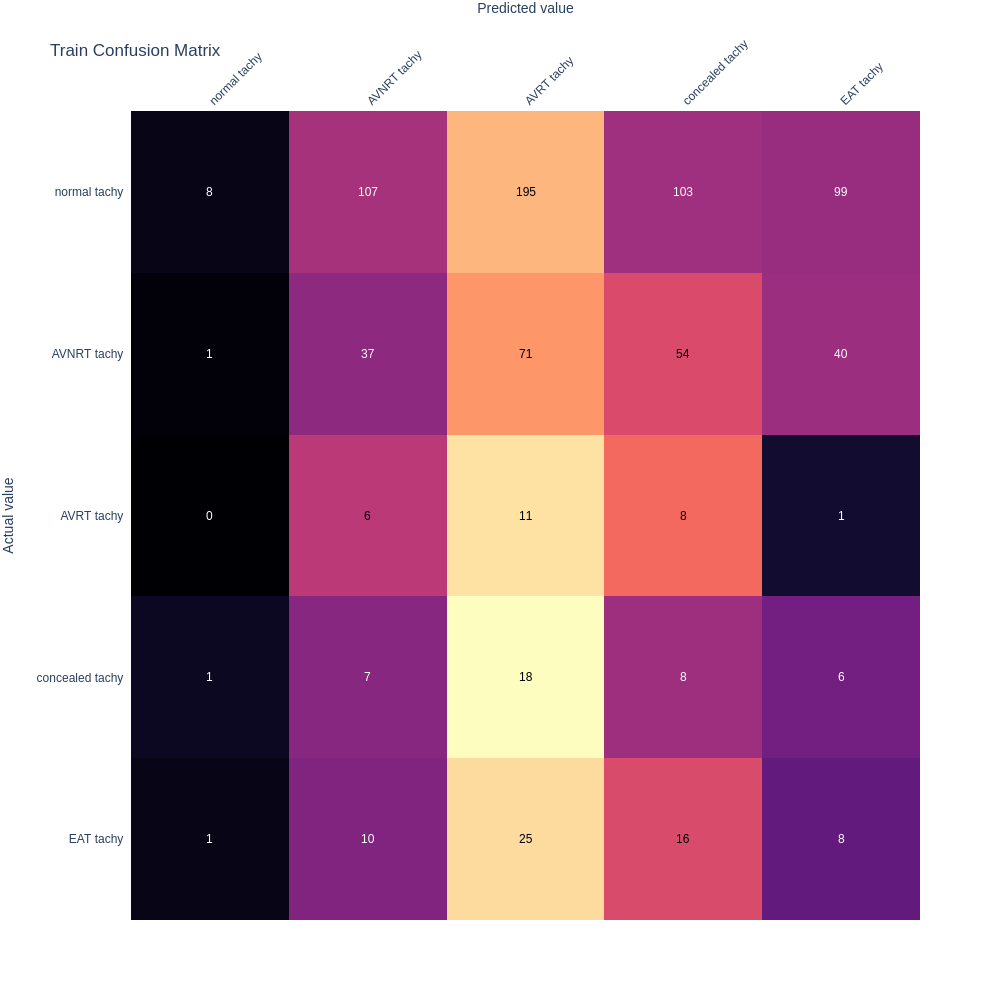 Predicted value
Train Confusion Matrix
normal tachy AVNRT tachy AVRT tachy concealed tachy EAT tachy
normal tachy 8 107 195 103 99
AVNRT tachy 1 37 71 54 40
AVRT tachy 0 6 11 8 1
Actual value
concealed tachy 1 7 18 8 6
EAT tachy 1 10 25 16 8